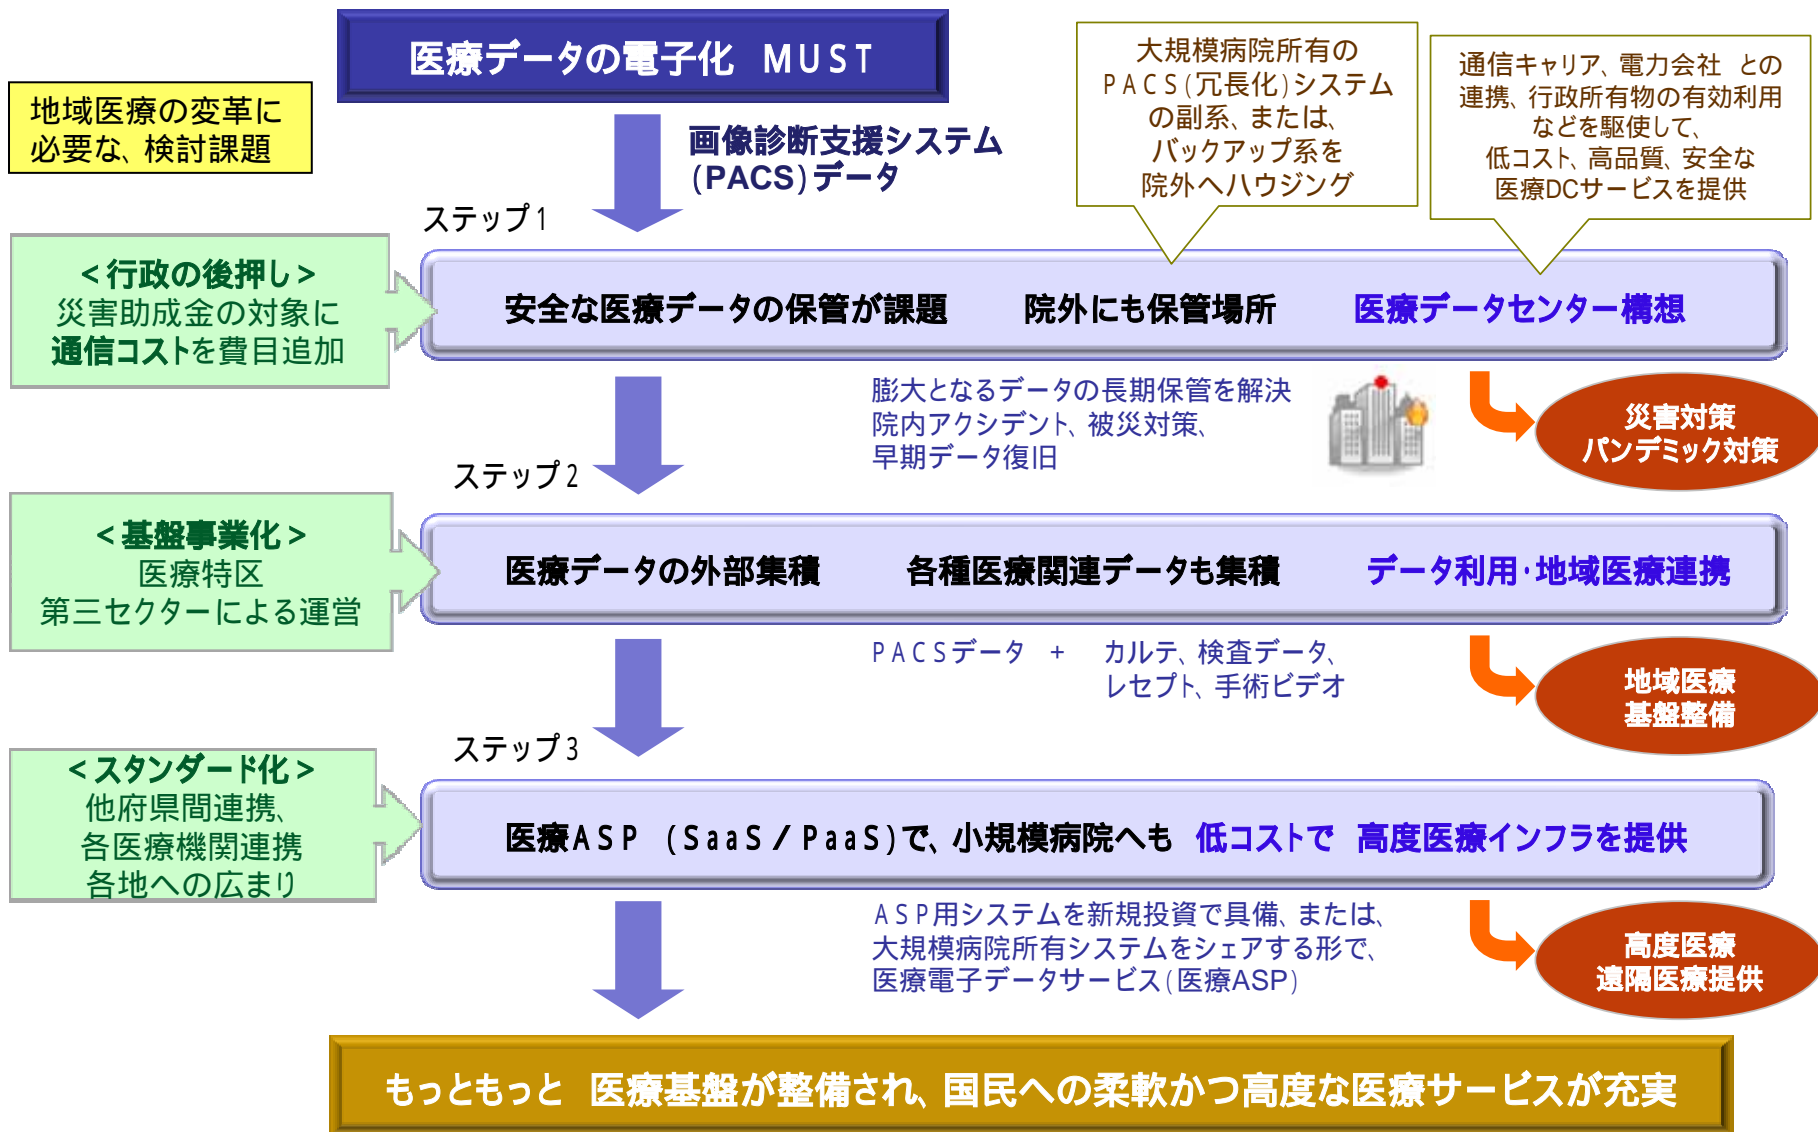 医療データの電子化 MUST
地域医療の変革に
必要な、検討課題
画像診断支援システム
(PACS)データ
大規模病院所有の
PACS(冗長化)システム
の副系、または、
バックアップ系を
院外へハウジング
通信キャリア、電力会社 との
連携、行政所有物の有効利用
などを駆使して、
低コスト、高品質、安全な
医療DCサービスを提供
ステップ1
<行政の後押し>
災害助成金の対象に
通信コストを費目追加
安全な医療データの保管が課題 院外にも保管場所 医療データセンター構想
膨大となるデータの長期保管を解決
院内アクシデント、被災対策、
早期データ復旧
災害対策
パンデミック対策
ステップ2
<基盤事業化>
医療特区
第三セクターによる運営
医療データの外部集積 各種医療関連データも集積 データ利用・地域医療連携
PACSデータ + カルテ、検査データ、
レセプト、手術ビデオ
地域医療
基盤整備
ステップ3
<スタンダード化>
他府県間連携、
各医療機関連携
各地への広まり
医療ASP (SaaS/PaaS)で、小規模病院へも 低コストで 高度医療インフラを提供
ASP用システムを新規投資で具備、または、
大規模病院所有システムをシェアする形で、
医療電子データサービス(医療ASP)
高度医療
遠隔医療提供
もっともっと 医療基盤が整備され、国民への柔軟かつ高度な医療サービスが充実